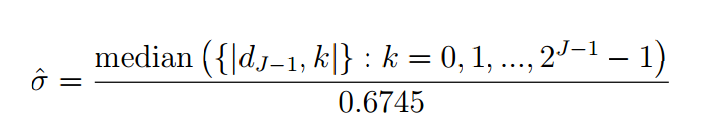 σ̂ = median ({|d_{J−1}, k|} : k = 0, 1, ..., 2^{J−1} − 1) / 0.6745